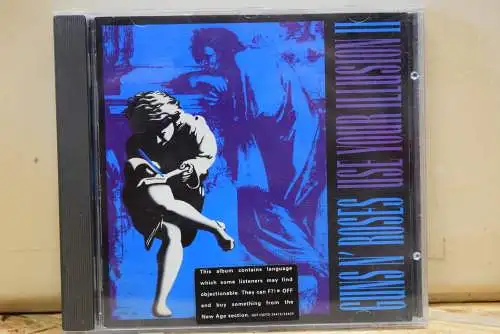 GUNS N' ROSES USE YOUR ILLUSION II
This album contains language
which some listeners may find
objectionable. They can F?!* OFF
and buy something from the
New Age section.